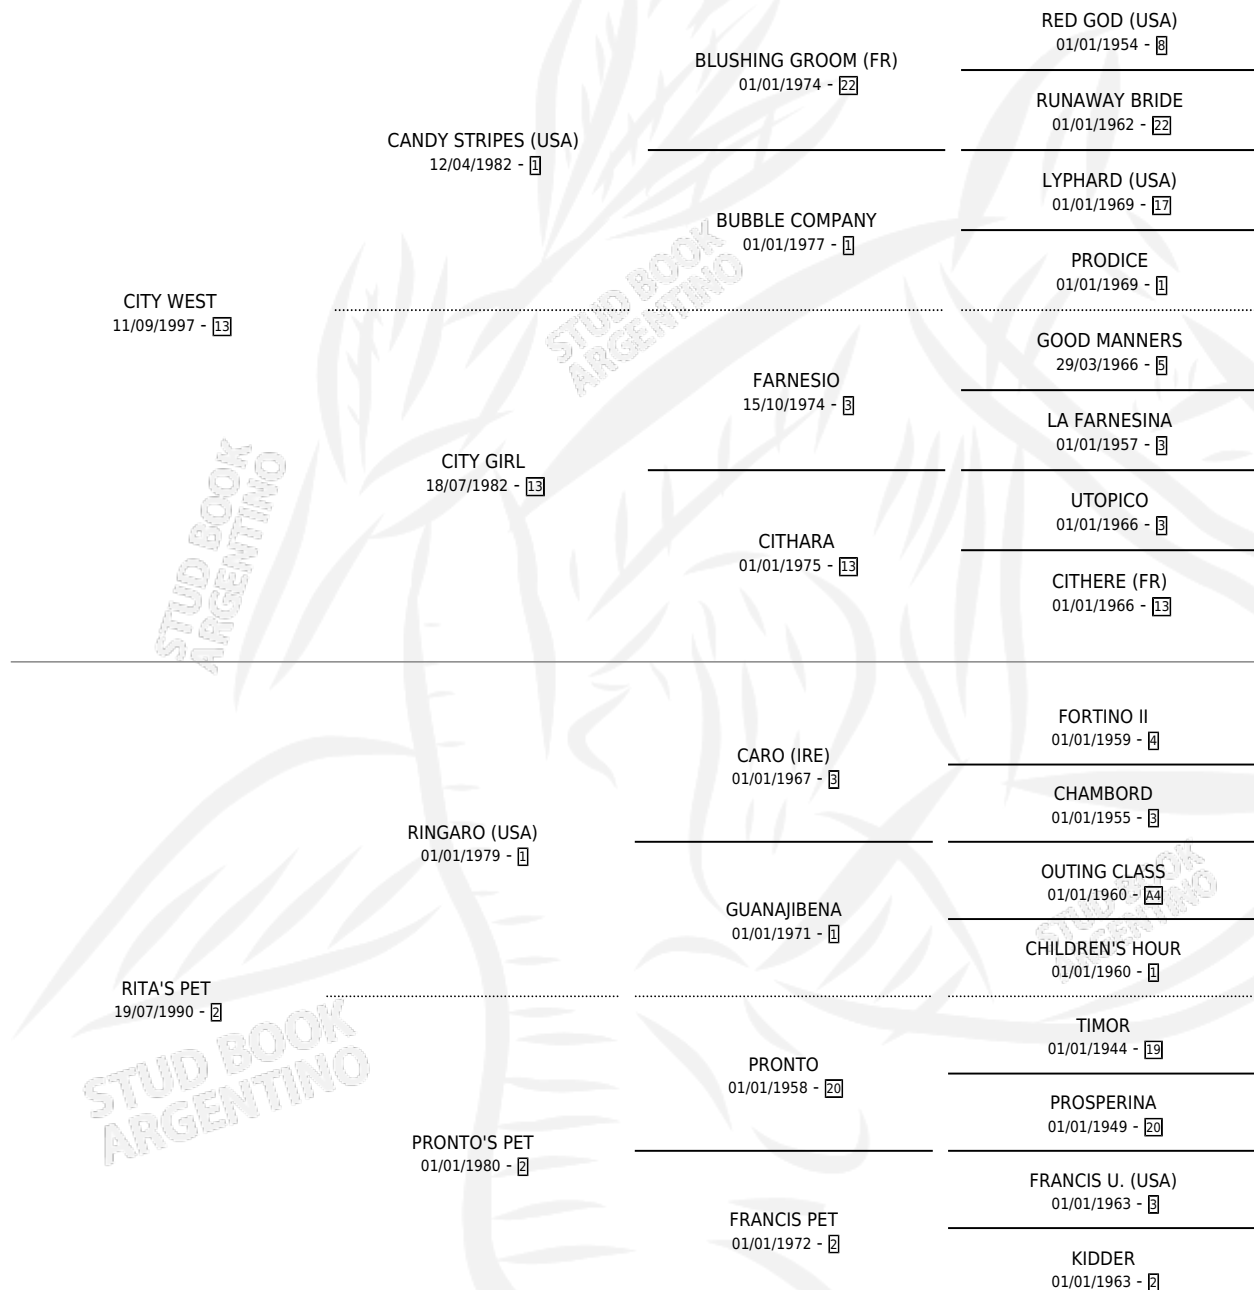 RED GOD (USA)
01/01/1954 - 8
BLUSHING GROOM (FR)
01/01/1974 - 22
RUNAWAY BRIDE
01/01/1962 - 22
CANDY STRIPES (USA)
12/04/1982 - 1
LYPHARD (USA)
01/01/1969 - 17
BUBBLE COMPANY
01/01/1977 - 1
PRODICE
01/01/1969 - 1
CITY WEST
11/09/1997 - 13
STUD BOOK
ARGENTINO
GOOD MANNERS
29/03/1966 - 5
FARNESIO
15/10/1974 - 3
LA FARNESINA
01/01/1957 - 3
CITY GIRL
18/07/1982 - 13
UTOPICO
01/01/1966 - 3
CITHARA
01/01/1975 - 13
CITHERE (FR)
01/01/1966 - 13
STUD BOOK
ARGENTINO
FORTINO II
01/01/1959 - 4
CARO (IRE)
01/01/1967 - 3
CHAMBORD
01/01/1955 - 3
RINGARO (USA)
01/01/1979 - 1
OUTING CLASS
01/01/1960 - A4
STUD BOOK
ARGENTINO
GUANAJIBENA
01/01/1971 - 1
CHILDREN'S HOUR
01/01/1960 - 1
RITA'S PET
19/07/1990 - 2
STUD BOOK
ARGENTINO
TIMOR
01/01/1944 - 19
PRONTO
01/01/1958 - 20
PROSPERINA
01/01/1949 - 20
PRONTO'S PET
01/01/1980 - 2
FRANCIS U. (USA)
01/01/1963 - 3
FRANCIS PET
01/01/1972 - 2
KIDDER
01/01/1963 - 2